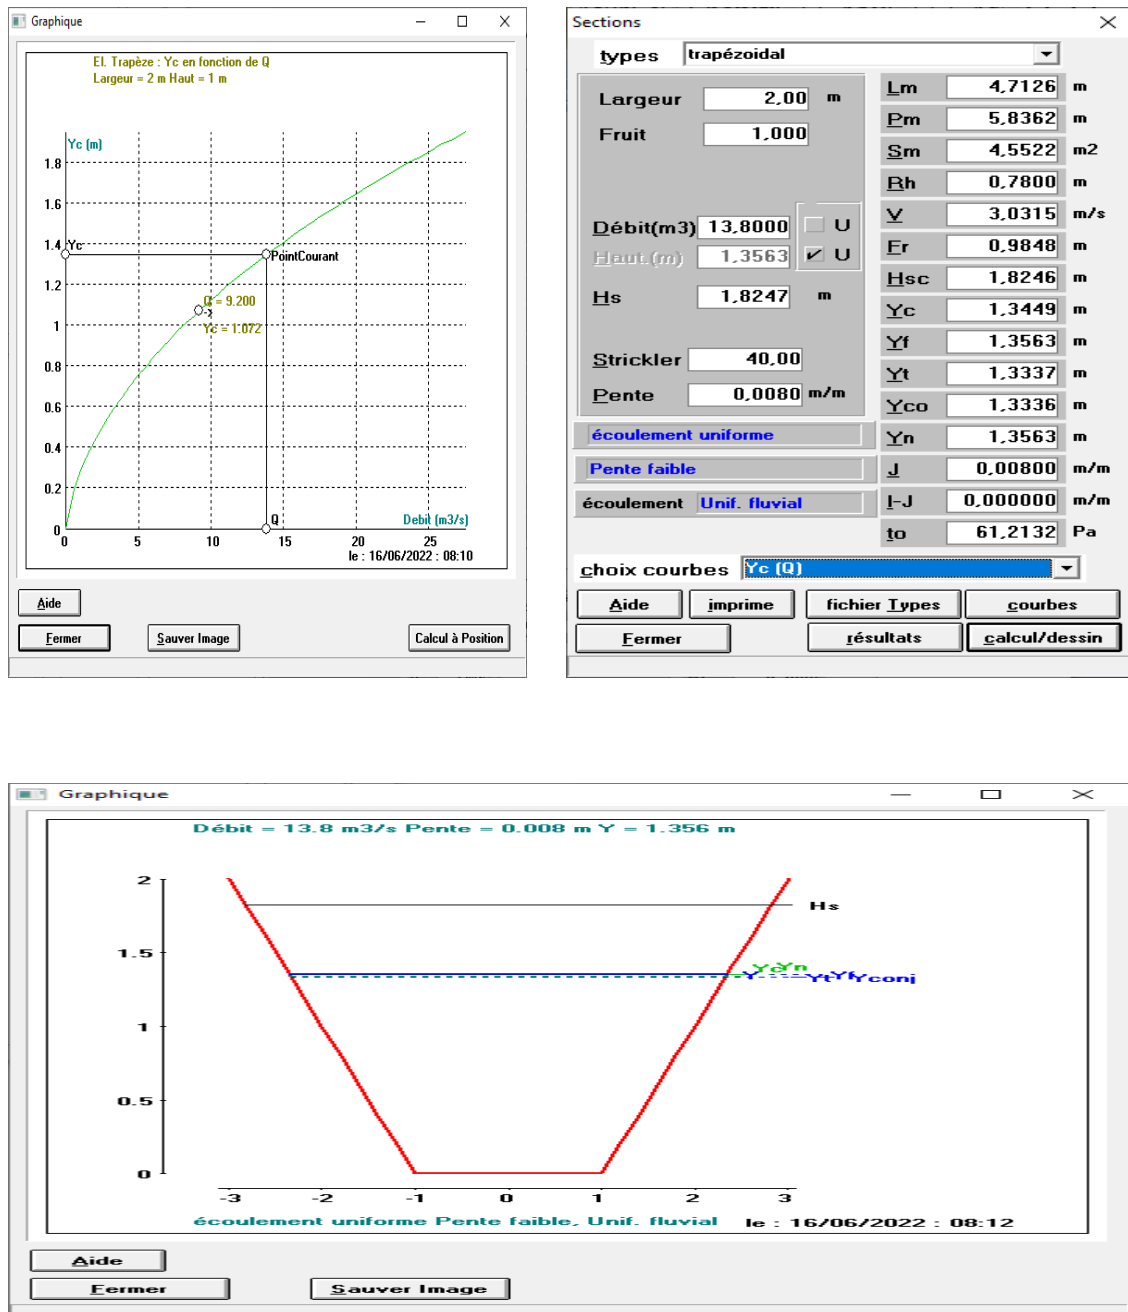 Graphique
El. Trapèze : Yc en fonction de Q
Largeur = 2 m Haut = 1 m
Yc (m)
1.8
1.6
1.4
Yc
PointCourant
1.2
Q = 9.200
->
Yc = 1.072
1
0.8
0.6
0.4
0.2
Q
Debit (m3/s)
0
0 5 10 15 20 25
le : 16/06/2022 : 08:10
Aide
Fermer
Sauver Image
Calcul à Position
Sections
types trapézoidal
Largeur 2,00 m
Fruit 1,000
Débit(m3) 13,8000 U
Haut.(m) 1,3563 U
Hs 1,8247 m
Strickler 40,00
Pente 0,0080 m/m
écoulement uniforme
Pente faible
écoulement Unif. fluvial
Lm 4,7126 m
Pm 5,8362 m
Sm 4,5522 m2
Rh 0,7800 m
V 3,0315 m/s
Fr 0,9848 m
Hsc 1,8246 m
Yc 1,3449 m
Yf 1,3563 m
Yt 1,3337 m
Yco 1,3336 m
Yn 1,3563 m
J 0,00800 m/m
I-J 0,000000 m/m
to 61,2132 Pa
choix courbes Yc (Q)
Aide imprime fichier Types courbes
Fermer résultats calcul/dessin
Graphique
Débit = 13.8 m3/s Pente = 0.008 m Y = 1.356 m
2
Hs
1.5
Yc Yn
Y Yt Yf Yconj
1
0.5
0
-3 -2 -1 0 1 2 3
écoulement uniforme Pente faible, Unif. fluvial le : 16/06/2022 : 08:12
Aide
Fermer
Sauver Image